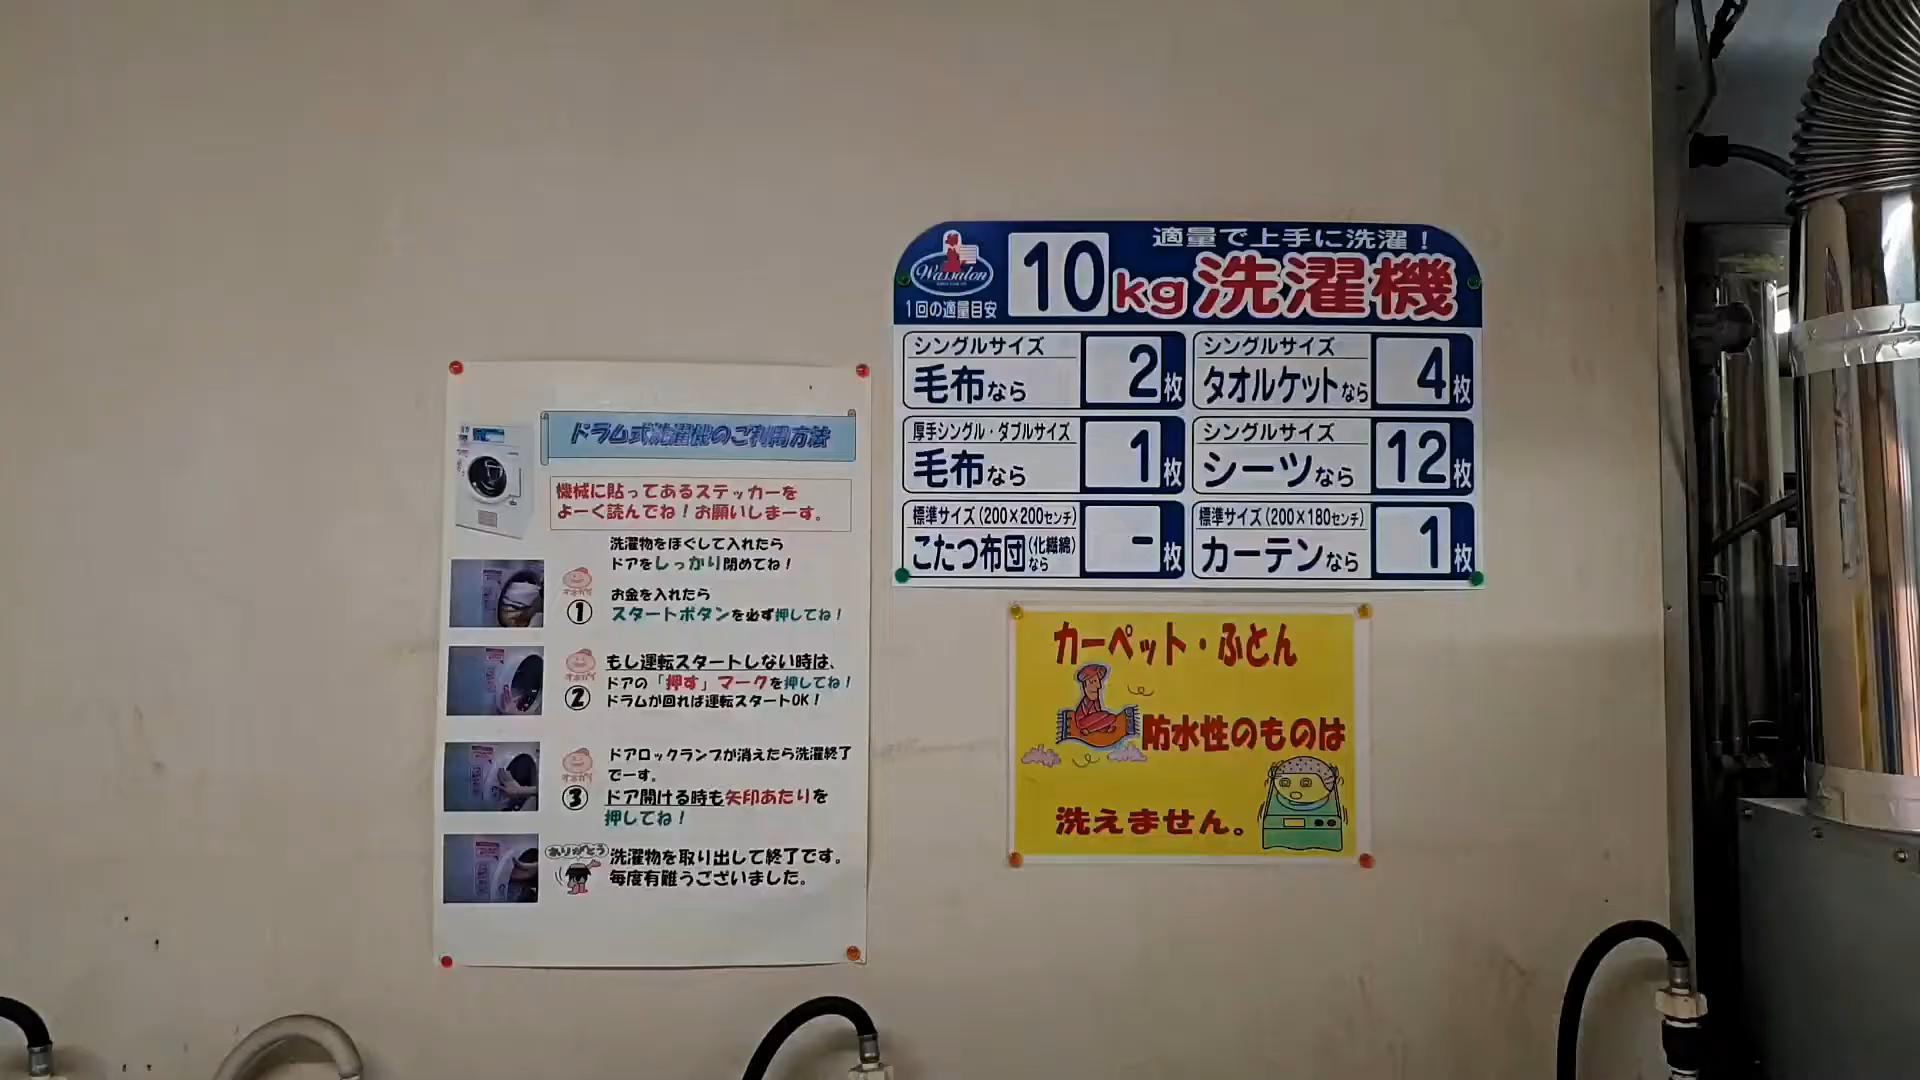 ドラム式洗濯機のご利用方法
機械に貼ってあるステッカーを
よーく読んでね！お願いしまーす。
洗濯物をほぐして入れたら
ドアをしっかり閉めてね！
お金を入れたら
①
スタートボタンを必ず押してね！
もし運転スタートしない時は、
ドアの「押す」マークを押してね！
②
ドラムが回れば運転スタートOK！
ドアロックランプが消えたら洗濯終了
でーす。
③
ドア開ける時も矢印あたりを
押してね！
ありがとう
洗濯物を取り出して終了です。
毎度有難うございました。
Wassalon
1回の適量目安
10kg
適量で上手に洗濯！
洗濯機
シングルサイズ
毛布なら
2枚
シングルサイズ
タオルケットなら
4枚
厚手シングル・ダブルサイズ
毛布なら
1枚
シングルサイズ
シーツなら
12枚
標準サイズ(200×200センチ)
こたつ布団(化繊綿)なら
-枚
標準サイズ(200×180センチ)
カーテンなら
1枚
カーペット・ふとん
防水性のものは
洗えません。